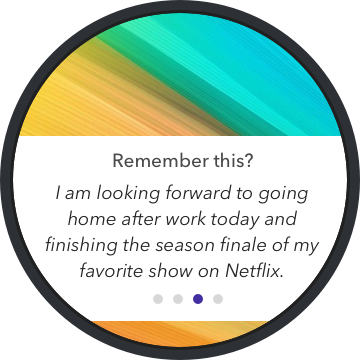 Remember this?
I am looking forward to going
home after work today and
finishing the season finale of my
favorite show on Netflix.